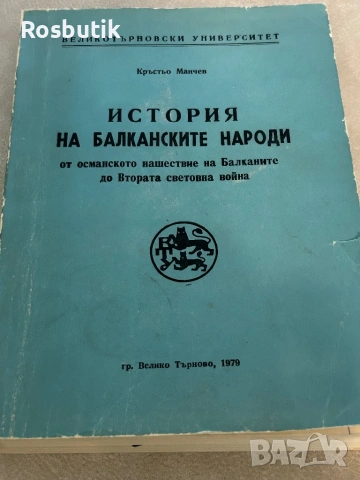 Rosbutik
ВЕЛИКОТЪРНОВСКИ УНИВЕРСИТЕТ
Кръстьо Манчев
ИСТОРИЯ
НА БАЛКАНСКИТЕ НАРОДИ
от османското нашествие на Балканите
до Втората световна война
гр. Велико Търново, 1979
BAZAR